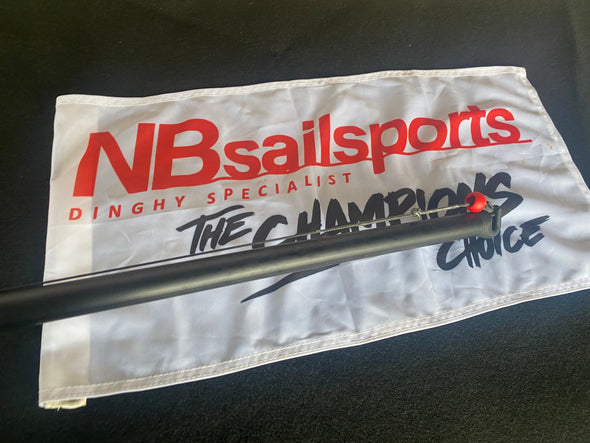 NBsailsports
DINGHY SPECIALIST
THE CHAMPIONS
CHOICE